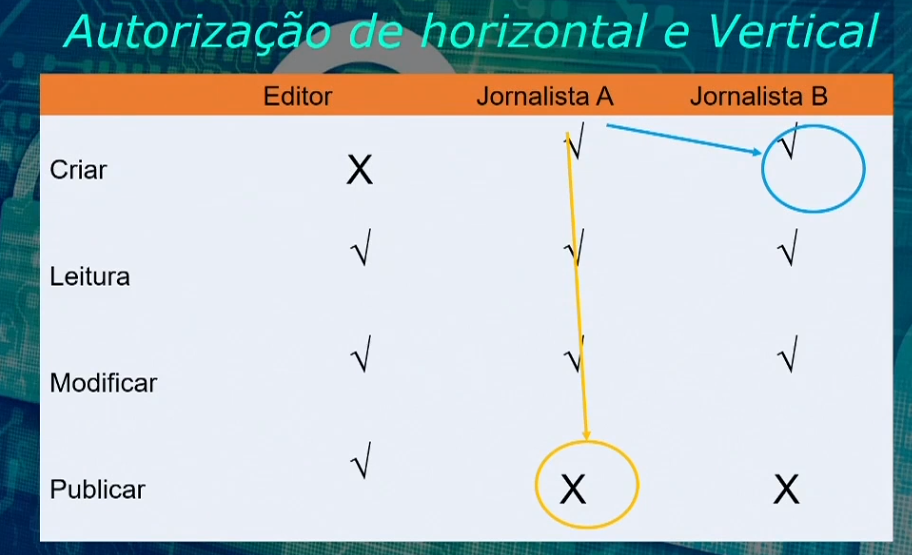 Autorização de horizontal e Vertical
Editor Jornalista A Jornalista B
Criar X √ √
Leitura √ √ √
Modificar √ √ √
Publicar √ X X